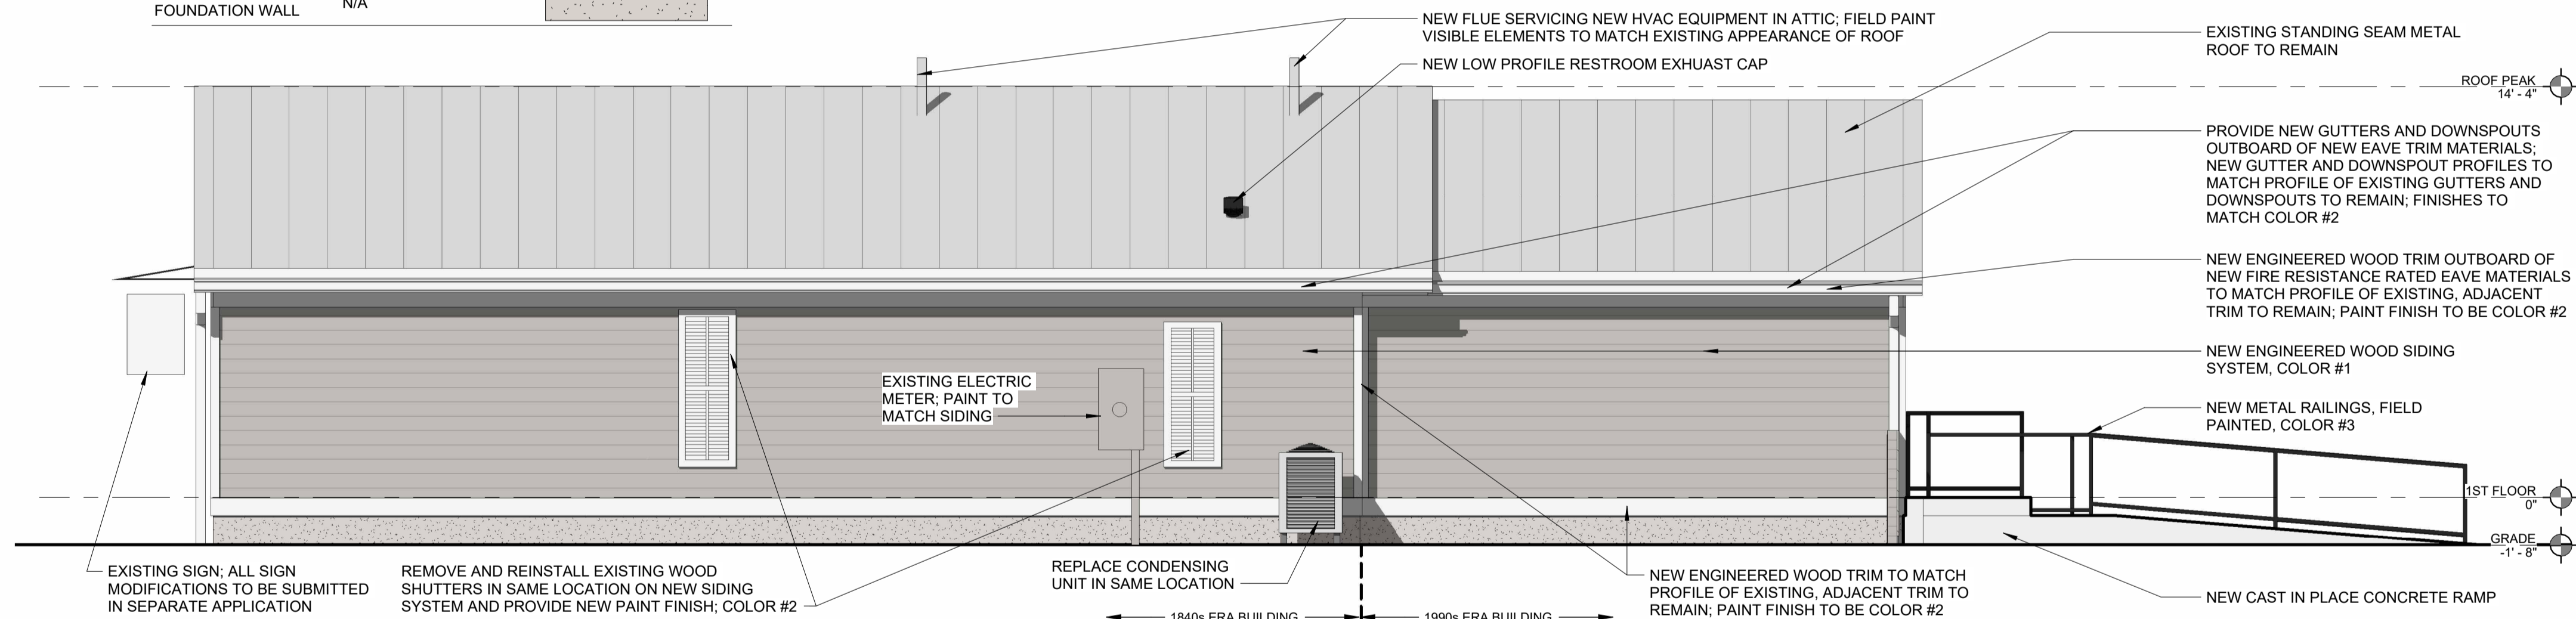 FOUNDATION WALL
N/A
NEW FLUE SERVICING NEW HVAC EQUIPMENT IN ATTIC; FIELD PAINT
VISIBLE ELEMENTS TO MATCH EXISTING APPEARANCE OF ROOF
NEW LOW PROFILE RESTROOM EXHUAST CAP
EXISTING STANDING SEAM METAL
ROOF TO REMAIN
ROOF PEAK
14' - 4"
PROVIDE NEW GUTTERS AND DOWNSPOUTS
OUTBOARD OF NEW EAVE TRIM MATERIALS;
NEW GUTTER AND DOWNSPOUT PROFILES TO
MATCH PROFILE OF EXISTING GUTTERS AND
DOWNSPOUTS TO REMAIN; FINISHES TO
MATCH COLOR #2
NEW ENGINEERED WOOD TRIM OUTBOARD OF
NEW FIRE RESISTANCE RATED EAVE MATERIALS
TO MATCH PROFILE OF EXISTING, ADJACENT
TRIM TO REMAIN; PAINT FINISH TO BE COLOR #2
NEW ENGINEERED WOOD SIDING
SYSTEM, COLOR #1
EXISTING ELECTRIC
METER; PAINT TO
MATCH SIDING
NEW METAL RAILINGS, FIELD
PAINTED, COLOR #3
1ST FLOOR
0"
GRADE
-1' - 8"
EXISTING SIGN; ALL SIGN
MODIFICATIONS TO BE SUBMITTED
IN SEPARATE APPLICATION
REMOVE AND REINSTALL EXISTING WOOD
SHUTTERS IN SAME LOCATION ON NEW SIDING
SYSTEM AND PROVIDE NEW PAINT FINISH; COLOR #2
REPLACE CONDENSING
UNIT IN SAME LOCATION
NEW ENGINEERED WOOD TRIM TO MATCH
PROFILE OF EXISTING, ADJACENT TRIM TO
REMAIN; PAINT FINISH TO BE COLOR #2
NEW CAST IN PLACE CONCRETE RAMP
1840s ERA BUILDING
1990s ERA BUILDING